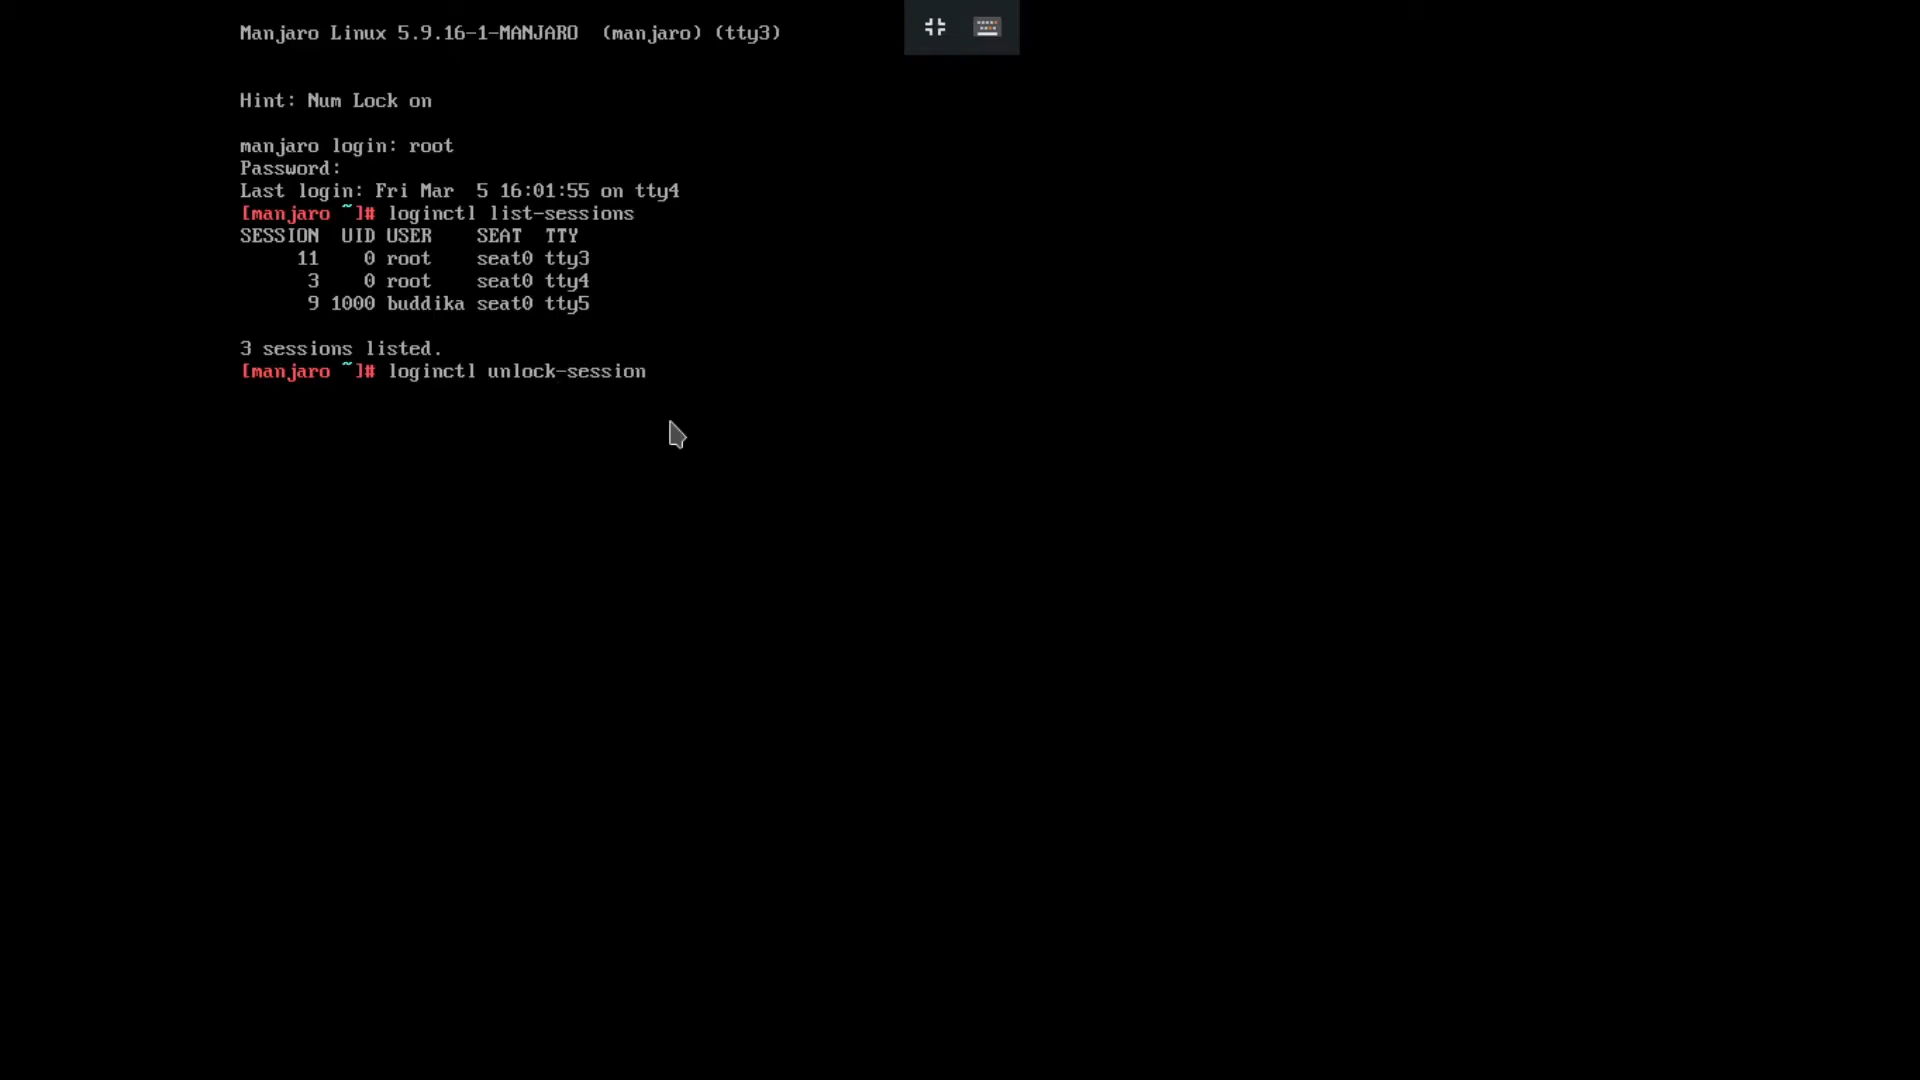 Manjaro Linux 5.9.16-1-MANJARO  (manjaro) (tty3)
Hint: Num Lock on
manjaro login: root
Password:
Last login: Fri Mar  5 16:01:55 on tty4
[manjaro ~]# loginctl list-sessions
SESSION  UID USER    SEAT  TTY
     11    0 root    seat0 tty3
      3    0 root    seat0 tty4
      9 1000 buddika seat0 tty5
3 sessions listed.
[manjaro ~]# loginctl unlock-session